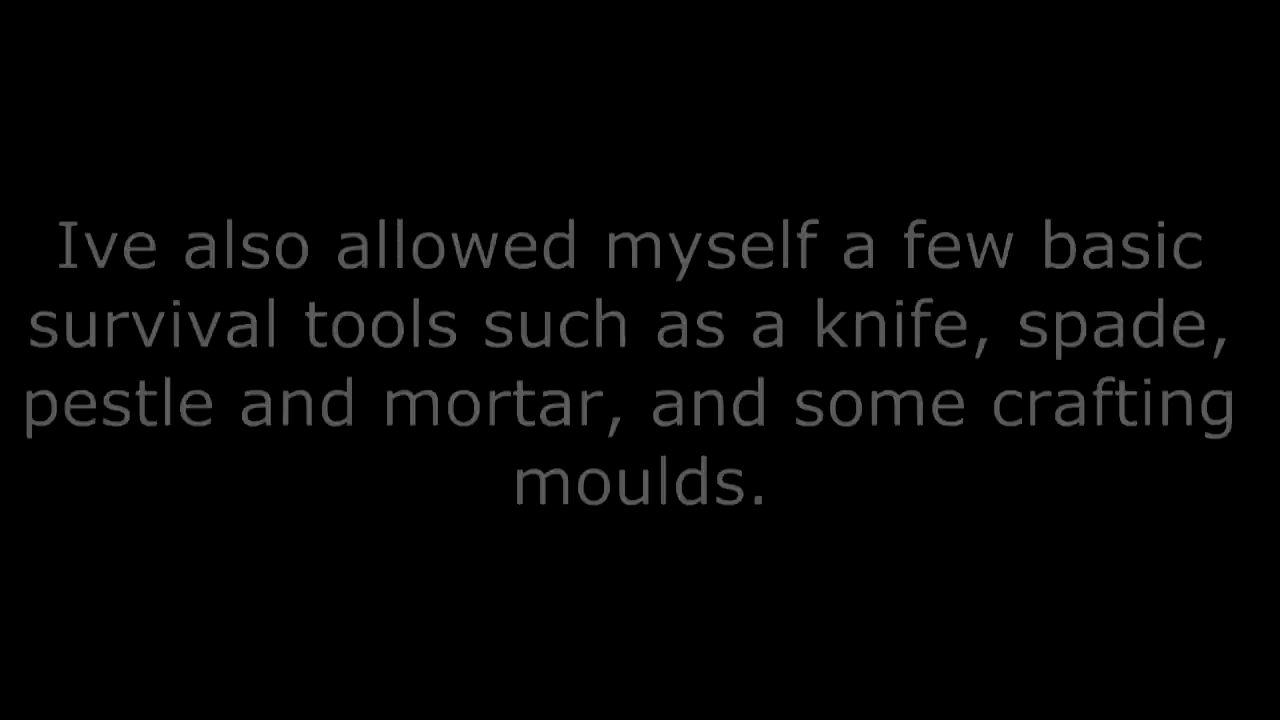 Ive also allowed myself a few basic
survival tools such as a knife, spade,
pestle and mortar, and some crafting
moulds.